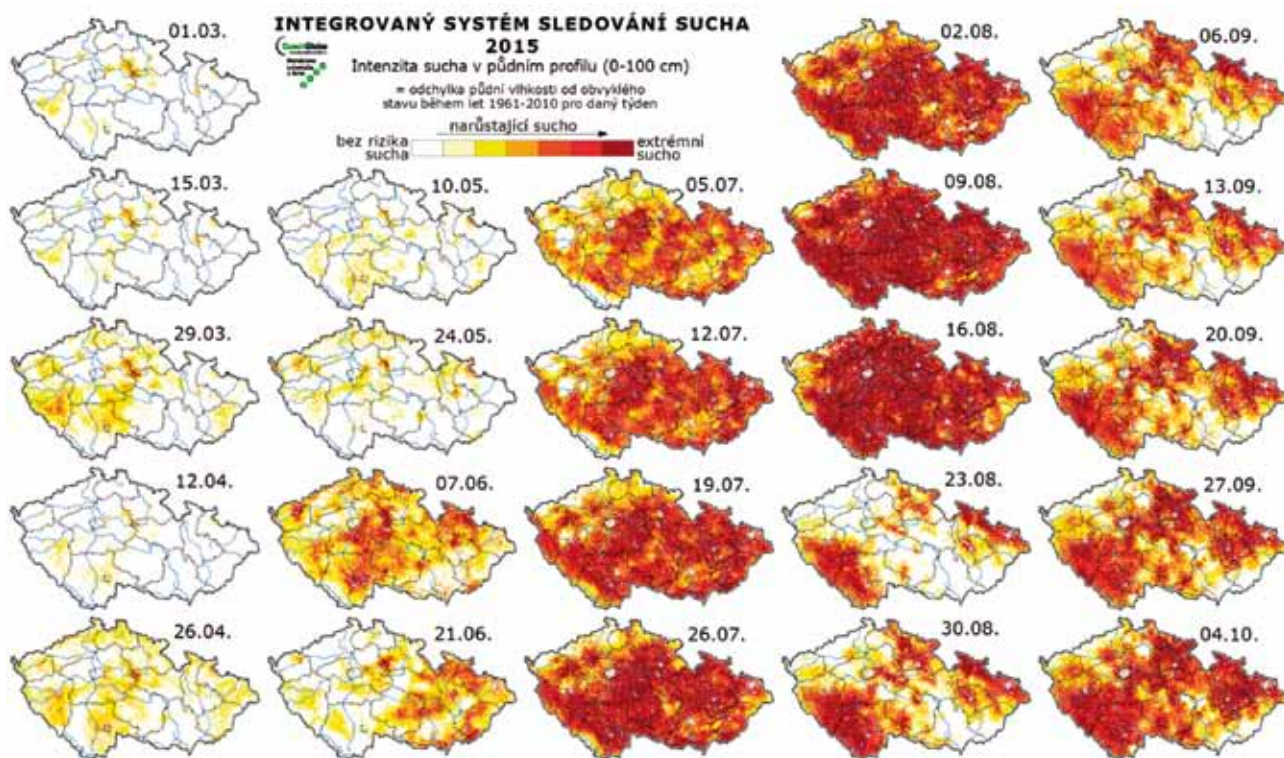 INTEGROVANÝ SYSTÉM SLEDOVÁNÍ SUCHA
2015
Intenzita sucha v půdním profilu (0-100 cm)
= odchylka půdní vlhkosti od obvyklého
stavu během let 1961-2010 pro daný týden
narůstající sucho
bez rizika
sucha
extrémní
sucho
CzechGlobe
01.03.
15.03.
29.03.
12.04.
26.04.
10.05.
24.05.
07.06.
21.06.
05.07.
12.07.
19.07.
26.07.
02.08.
09.08.
16.08.
23.08.
30.08.
06.09.
13.09.
20.09.
27.09.
04.10.